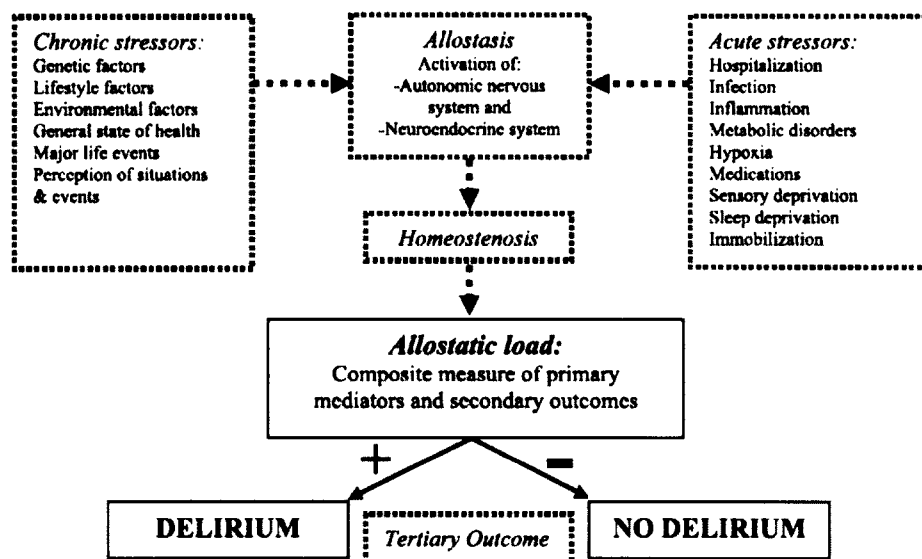 Chronic stressors:
Genetic factors
Lifestyle factors
Environmental factors
General state of health
Major life events
Perception of situations
& events
Allostasis
Activation of:
-Autonomic nervous
system and
-Neuroendocrine system
Acute stressors:
Hospitalization
Infection
Inflammation
Metabolic disorders
Hypoxia
Medications
Sensory deprivation
Sleep deprivation
Immobilization
Homeostenosis
Allostatic load:
Composite measure of primary
mediators and secondary outcomes
+
−
DELIRIUM
Tertiary Outcome
NO DELIRIUM